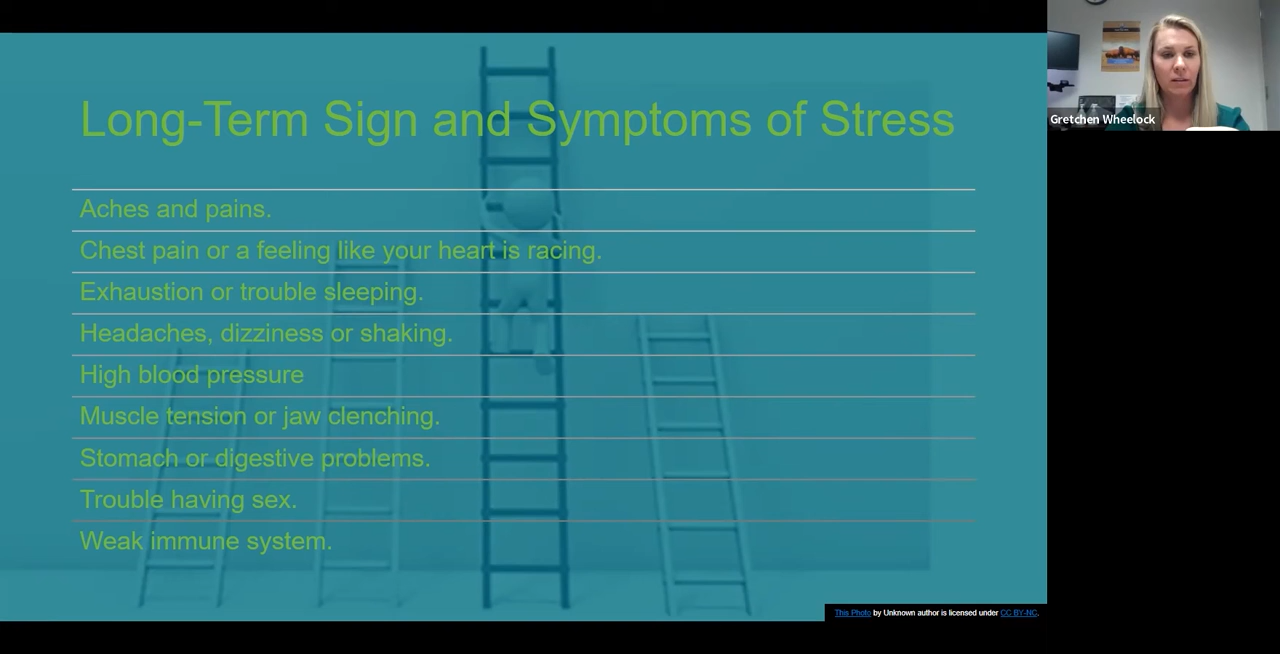 Long-Term Sign and Symptoms of Stress
Aches and pains.
Chest pain or a feeling like your heart is racing.
Exhaustion or trouble sleeping.
Headaches, dizziness or shaking.
High blood pressure
Muscle tension or jaw clenching.
Stomach or digestive problems.
Trouble having sex.
Weak immune system.
This Photo by Unknown author is licensed under CC BY-NC.
Gretchen Wheelock